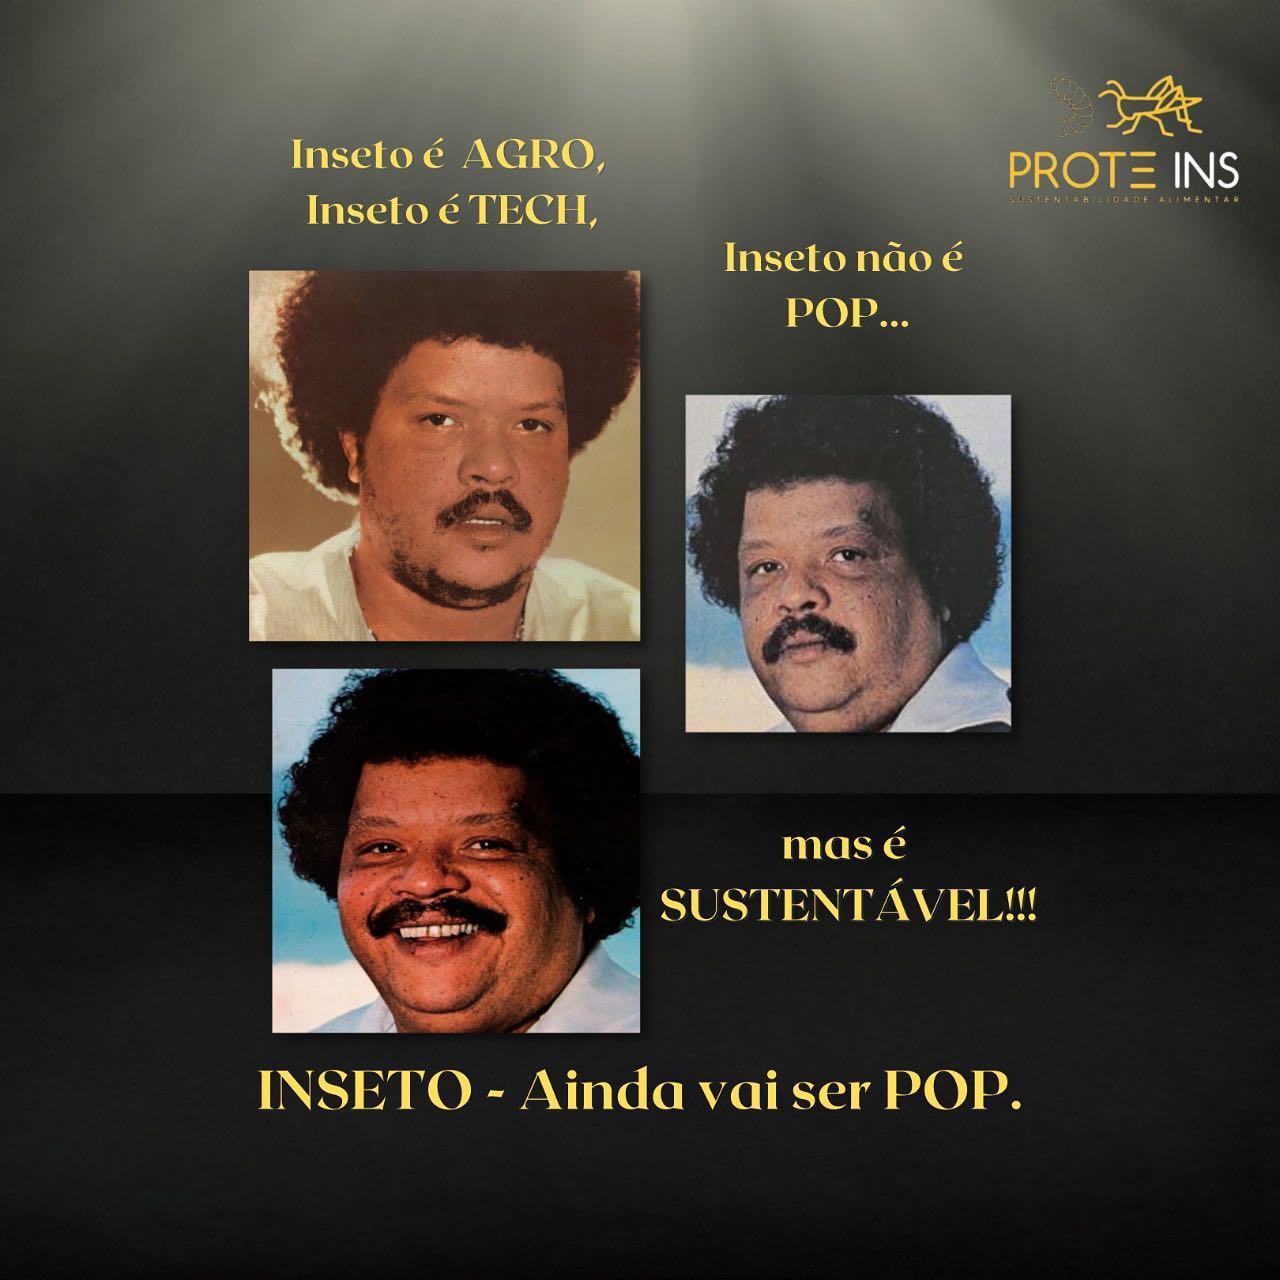 PROTE INS
SUSTENTABILIDADE ALIMENTAR
Inseto é AGRO,
Inseto é TECH,
Inseto não é
POP...
mas é
SUSTENTÁVEL!!!
INSETO - Ainda vai ser POP.